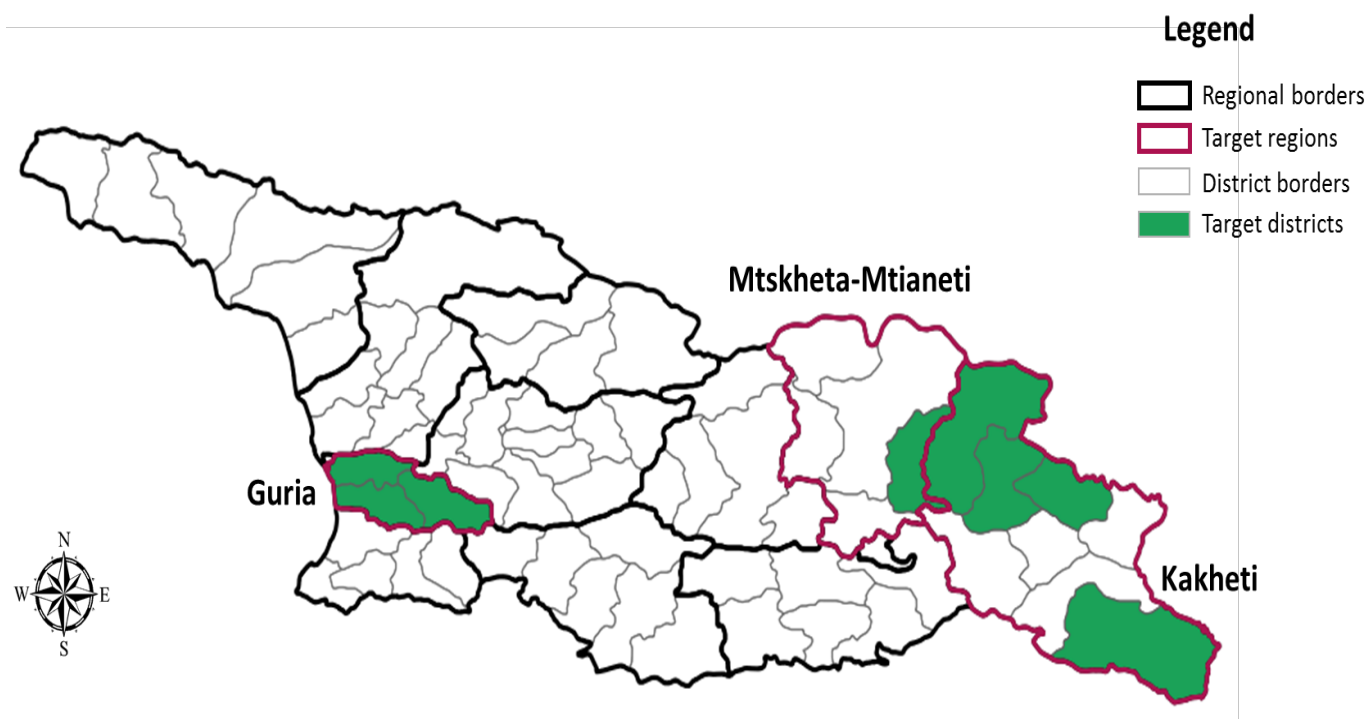 Legend
Regional borders
Target regions
District borders
Target districts
Mtskheta-Mtianeti
Guria
Kakheti
N
W E
S